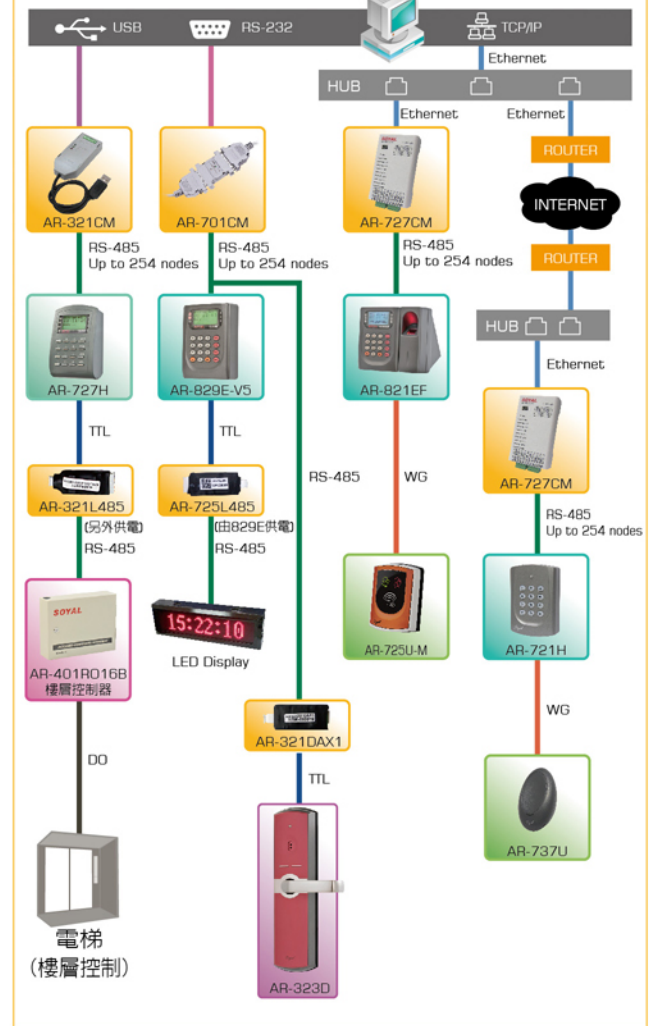 USB
RS-232
TCP/IP
Ethernet
HUB
Ethernet
Ethernet
ROUTER
INTERNET
ROUTER
HUB
Ethernet
AR-321CM
RS-485
Up to 254 nodes
AR-727H
TTL
AR-321L485
(另外供電)
RS-485
SOYAL
AR-401RO16B
樓層控制器
DO
電梯
(樓層控制)
AR-701CM
RS-485
Up to 254 nodes
AR-829E-V5
TTL
AR-725L485
(由829E供電)
RS-485
15:22:10
LED Display
RS-485
AR-321DAX1
TTL
AR-323D
AR-727CM
RS-485
Up to 254 nodes
AR-821EF
WG
AR-725U-M
SOYAL
AR-727CM
RS-485
Up to 254 nodes
AR-721H
WG
AR-737U